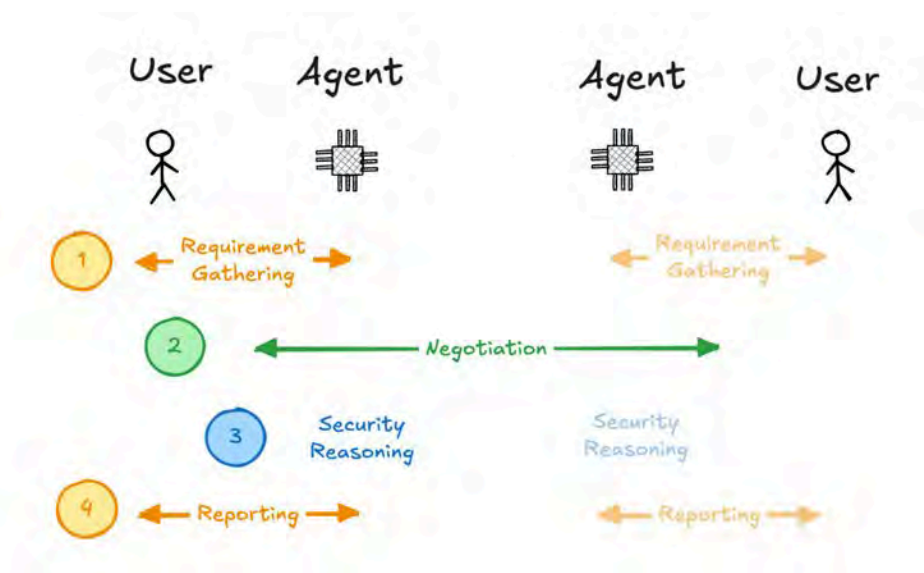 User Agent Agent User
1 Requirement Gathering Requirement Gathering
2 Negotiation
3 Security Reasoning Security Reasoning
4 Reporting Reporting